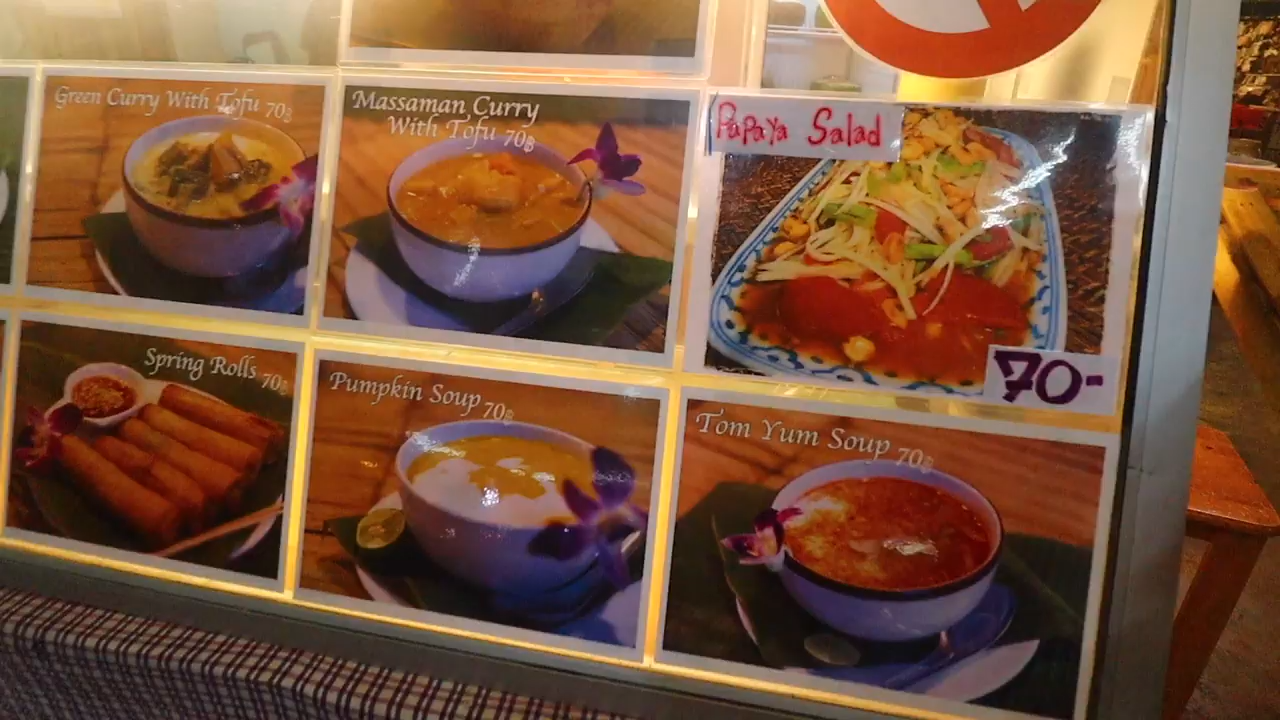 Green Curry With Tofu 70฿
Massaman Curry
With Tofu 70฿
Papaya Salad
70-
Spring Rolls 70฿
Pumpkin Soup 70฿
Tom Yum Soup 70฿